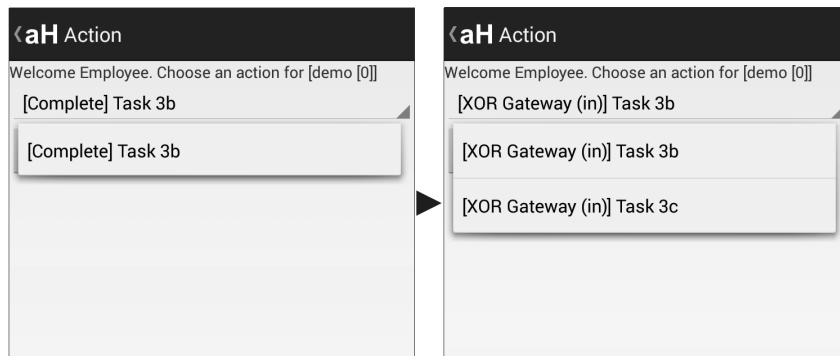 aH Action
Welcome Employee. Choose an action for [demo [0]]
[Complete] Task 3b
[Complete] Task 3b
aH Action
Welcome Employee. Choose an action for [demo [0]]
[XOR Gateway (in)] Task 3b
[XOR Gateway (in)] Task 3b
[XOR Gateway (in)] Task 3c